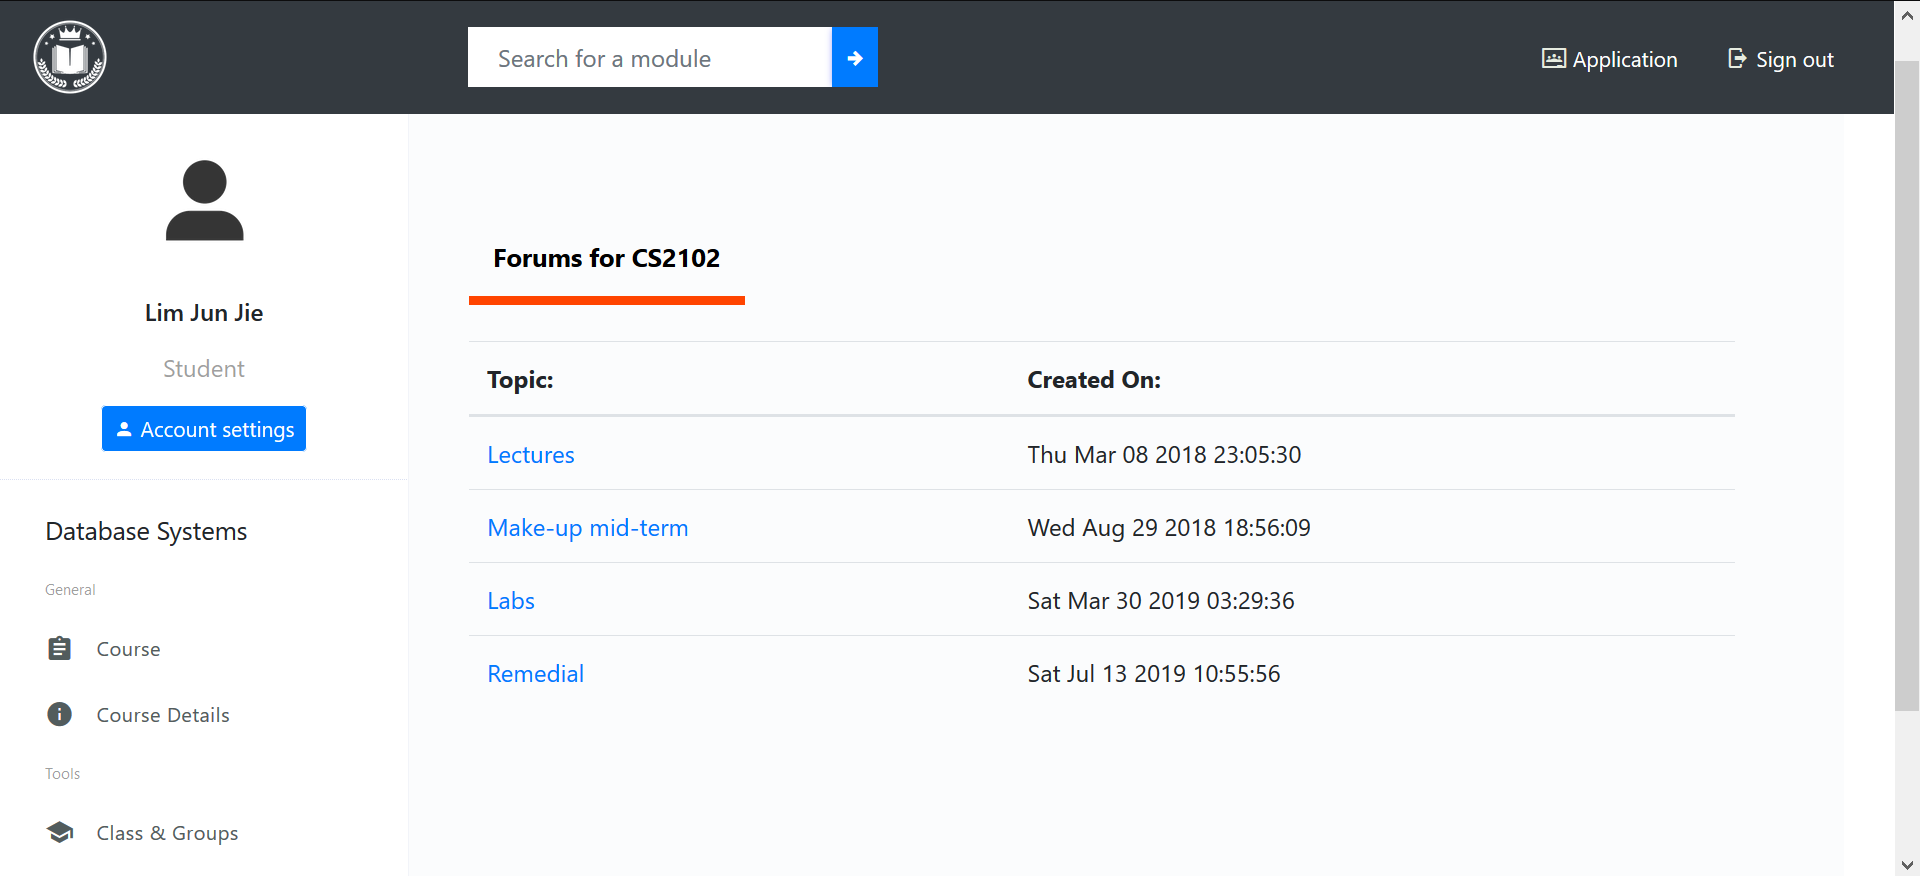 Search for a module
Application
Sign out
Lim Jun Jie
Student
Account settings
Database Systems
General
Course
Course Details
Tools
Class & Groups
Forums for CS2102
Topic: Created On:
Lectures Thu Mar 08 2018 23:05:30
Make-up mid-term Wed Aug 29 2018 18:56:09
Labs Sat Mar 30 2019 03:29:36
Remedial Sat Jul 13 2019 10:55:56